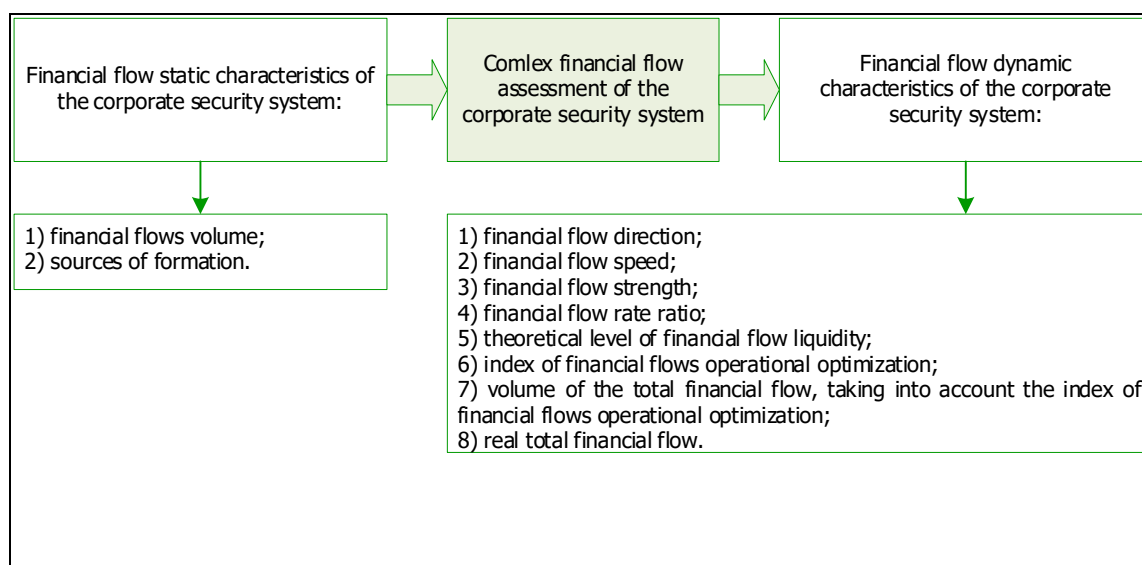 Financial flow static characteristics of
the corporate security system:
Comlex financial flow
assessment of the
corporate security system
Financial flow dynamic
characteristics of the corporate
security system:
1) financial flows volume;
2) sources of formation.
1) financial flow direction;
2) financial flow speed;
3) financial flow strength;
4) financial flow rate ratio;
5) theoretical level of financial flow liquidity;
6) index of financial flows operational optimization;
7) volume of the total financial flow, taking into account the index of
financial flows operational optimization;
8) real total financial flow.